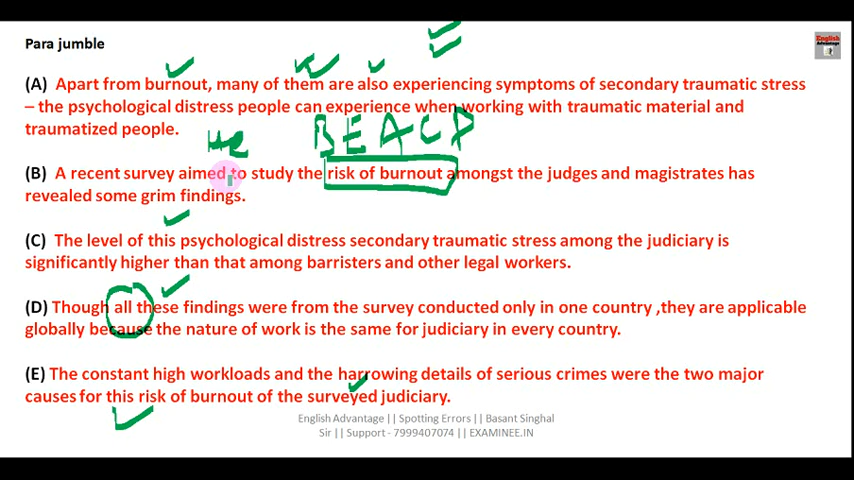 Para jumble
English
Advantage
(A) Apart from burnout, many of them are also experiencing symptoms of secondary traumatic stress
– the psychological distress people can experience when working with traumatic material and
traumatized people.
He BEACD
(B) A recent survey aimed to study the risk of burnout amongst the judges and magistrates has
revealed some grim findings.
(C) The level of this psychological distress secondary traumatic stress among the judiciary is
significantly higher than that among barristers and other legal workers.
(D) Though all these findings were from the survey conducted only in one country ,they are applicable
globally because the nature of work is the same for judiciary in every country.
(E) The constant high workloads and the harrowing details of serious crimes were the two major
causes for this risk of burnout of the surveyed judiciary.
English Advantage || Spotting Errors || Basant Singhal
Sir || Support - 7999407074 || EXAMINEE.IN